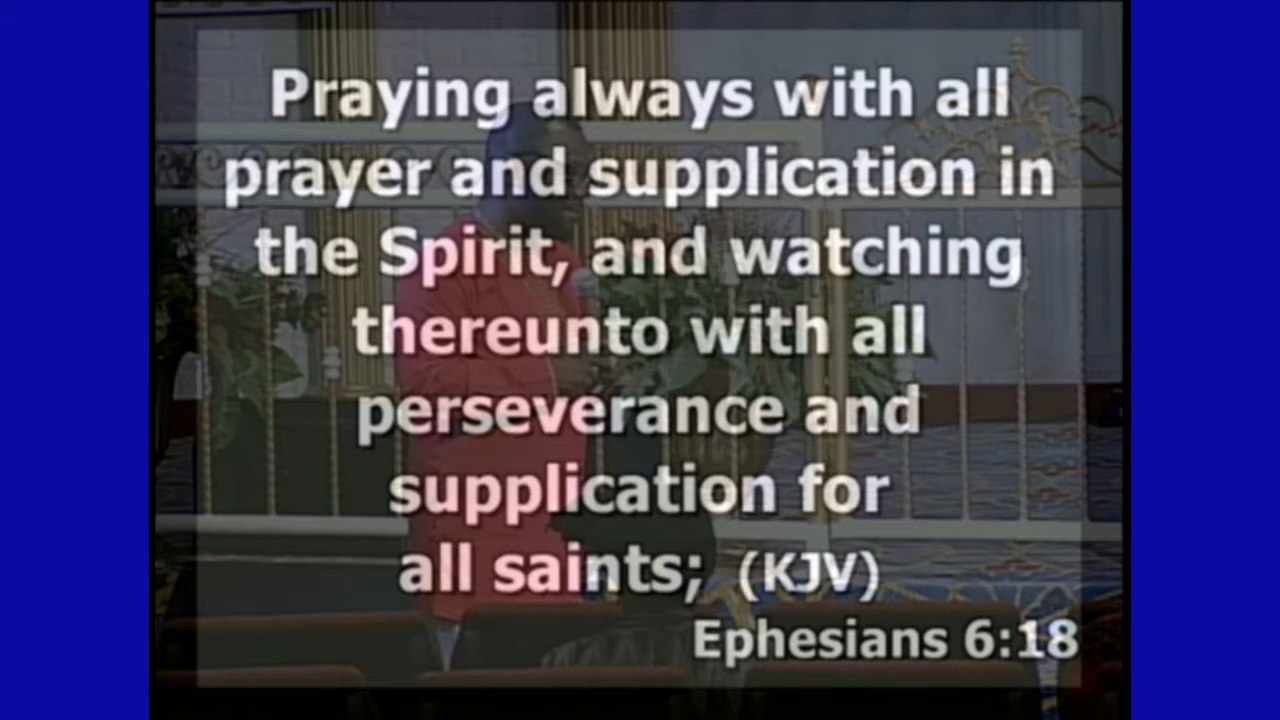 Praying always with all
prayer and supplication in
the Spirit, and watching
thereunto with all
perseverance and
supplication for
all saints; (KJV)
Ephesians 6:18